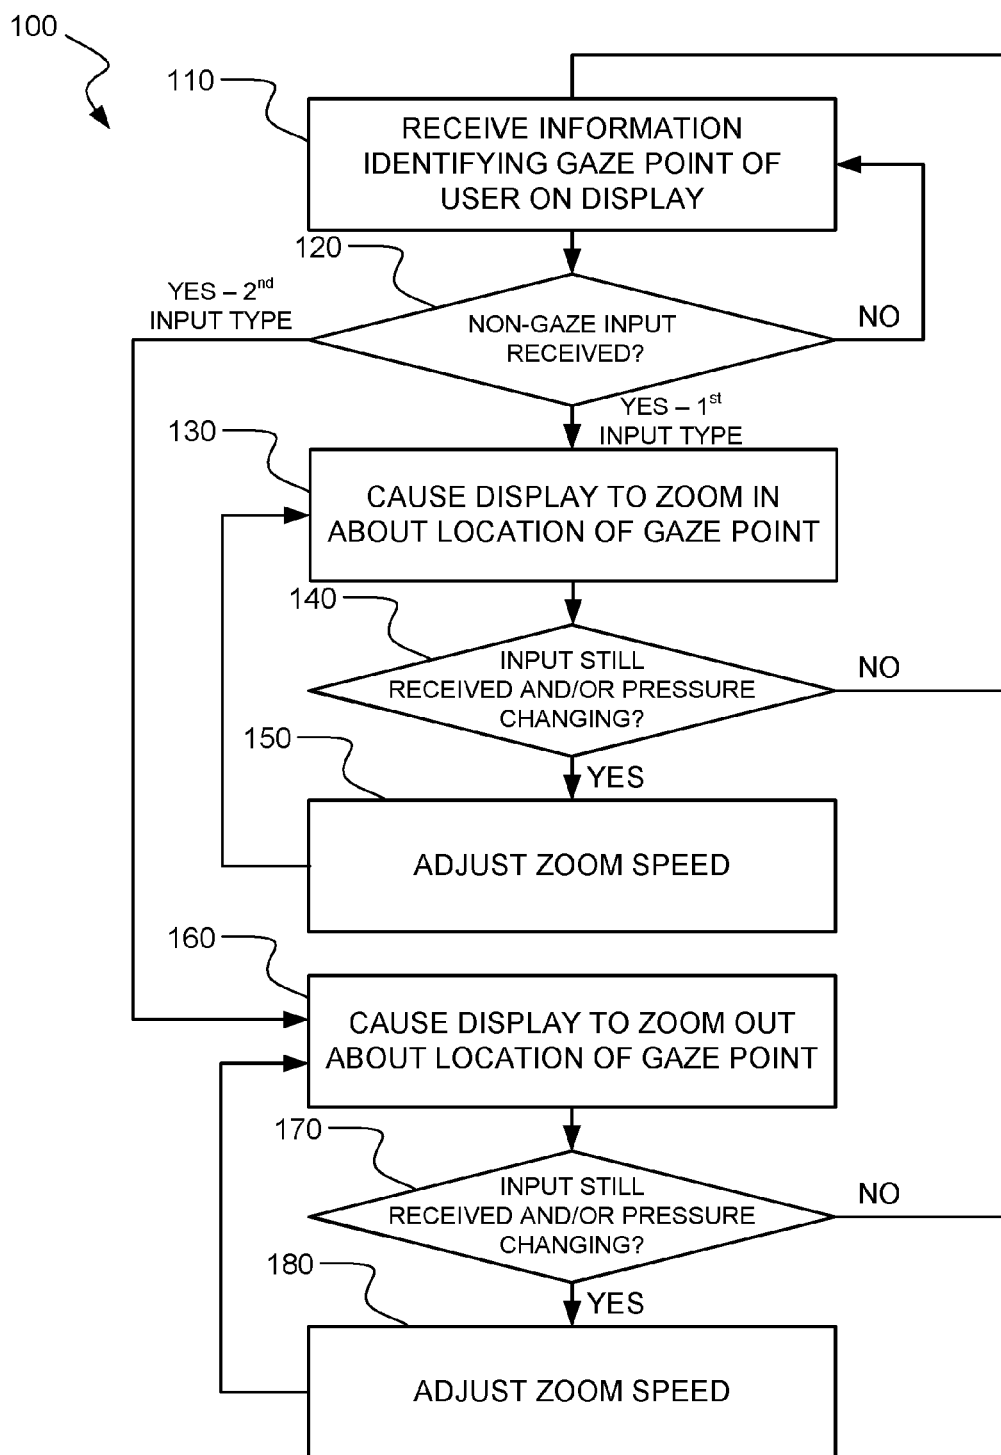 100
110
RECEIVE INFORMATION
IDENTIFYING GAZE POINT OF
USER ON DISPLAY
120
YES – 2nd
INPUT TYPE
NON-GAZE INPUT
RECEIVED?
NO
YES – 1st
INPUT TYPE
130
CAUSE DISPLAY TO ZOOM IN
ABOUT LOCATION OF GAZE POINT
140
INPUT STILL
RECEIVED AND/OR PRESSURE
CHANGING?
NO
150
YES
ADJUST ZOOM SPEED
160
CAUSE DISPLAY TO ZOOM OUT
ABOUT LOCATION OF GAZE POINT
170
INPUT STILL
RECEIVED AND/OR PRESSURE
CHANGING?
NO
180
YES
ADJUST ZOOM SPEED